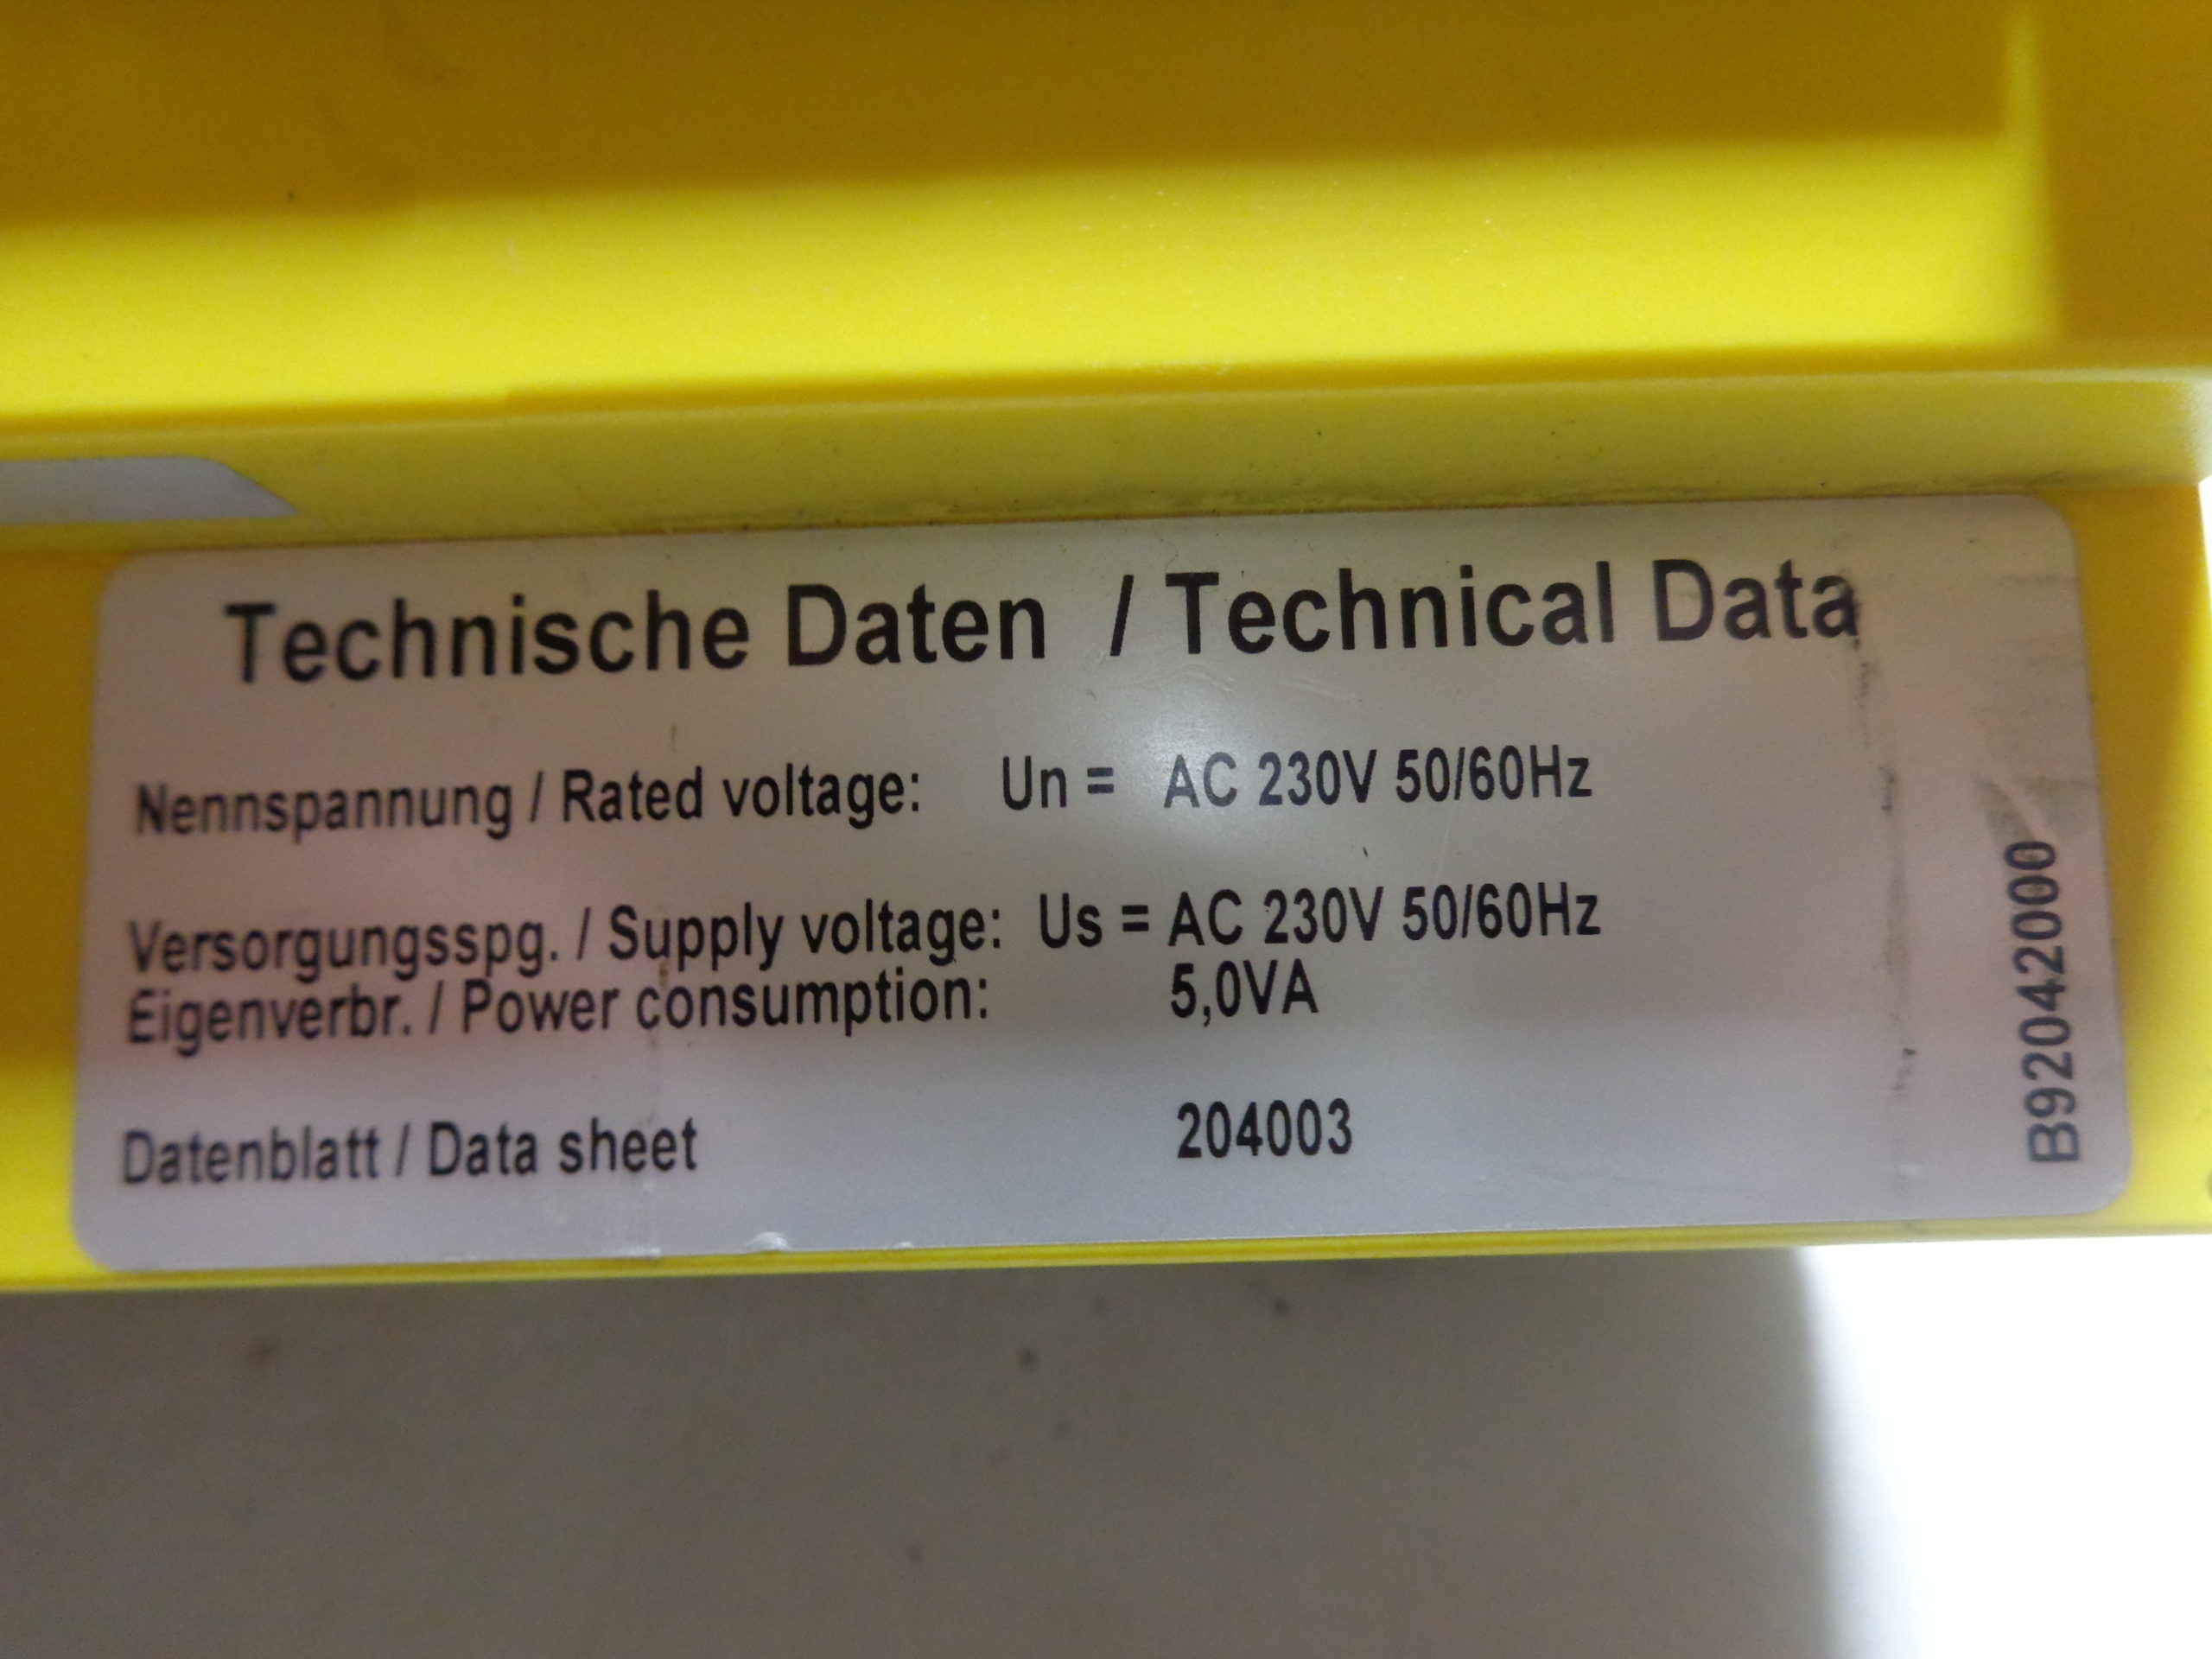 Technische Daten / Technical Data
Nennspannung / Rated voltage: Un = AC 230V 50/60Hz
Versorgungsspg. / Supply voltage: Us = AC 230V 50/60Hz
Eigenverbr. / Power consumption: 5,0VA
Datenblatt / Data sheet 204003
B92042000